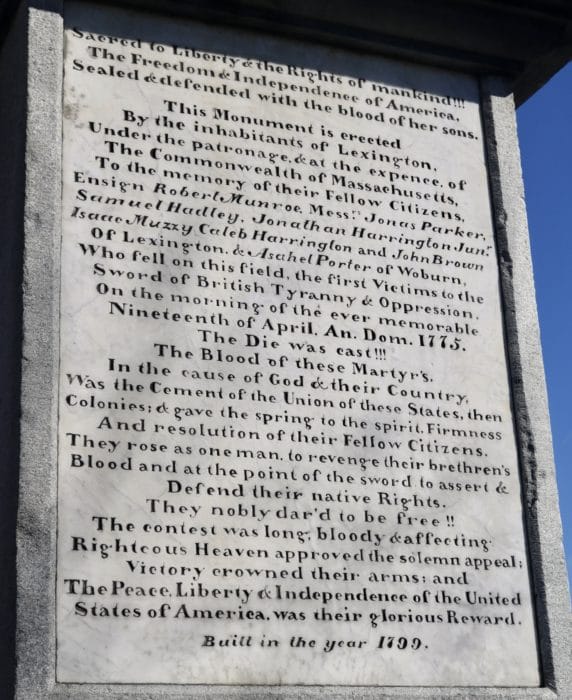 Sacred to Liberty & the Rights of mankind!!!
The Freedom & Independence of America,
Sealed & defended with the blood of her sons.
This Monument is erected
By the inhabitants of Lexington,
Under the patronage, & at the expence, of
The Commonwealth of Massachusetts,
To the memory of their Fellow Citizens,
Ensign Robert Munroe, Messrs. Jonas Parker,
Samuel Hadley, Jonathan Harrington Junr.
Isaac Muzzy, Caleb Harrington and John Brown
Of Lexington, & Asahel Porter of Woburn,
Who fell on this field, the first Victims to the
Sword of British Tyranny & Oppression,
On the morning of the ever memorable
Nineteenth of April, An. Dom. 1775.
The Die was cast!!!
The Blood of these Martyr's,
In the cause of God & their Country,
Was the Cement of the Union of these States, then
Colonies; & gave the spring to the spirit, Firmness
And resolution of their Fellow Citizens.
They rose as one man, to revenge their brethren's
Blood and at the point of the sword to assert &
Defend their native Rights.
They nobly dar'd to be free!!
The contest was long, bloody & affecting.
Righteous Heaven approved the solemn appeal;
Victory crowned their arms; and
The Peace, Liberty & Independence of the United
States of America, was their glorious Reward.
Built in the year 1799.